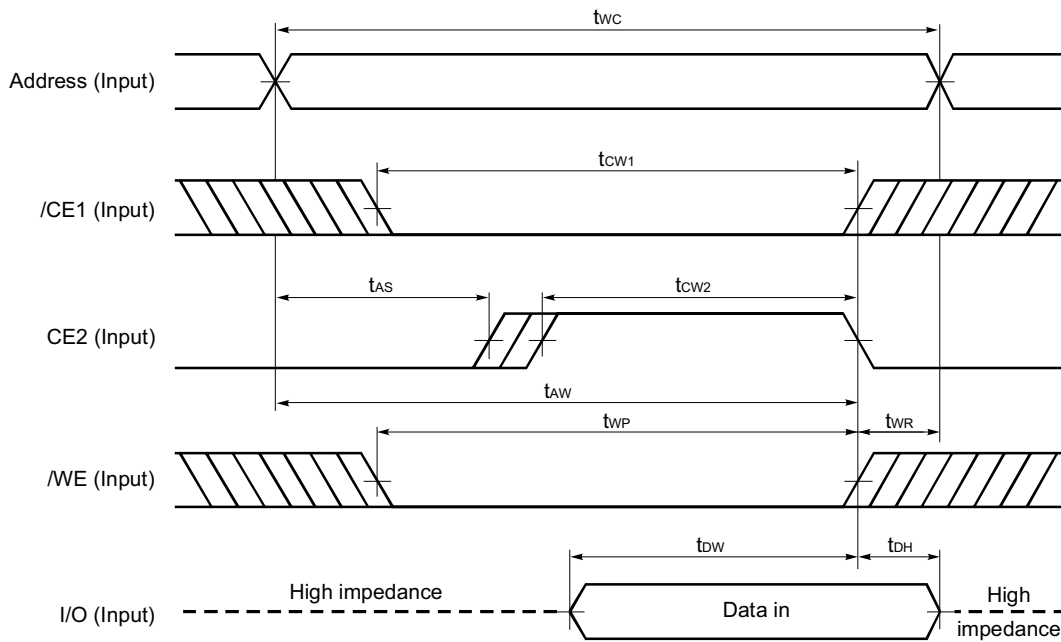 tWC
Address (Input)
tCW1
/CE1 (Input)
tAS
tCW2
CE2 (Input)
tAW
tWP
tWR
/WE (Input)
tDW
tDH
I/O (Input)
High impedance
Data in
High
impedance